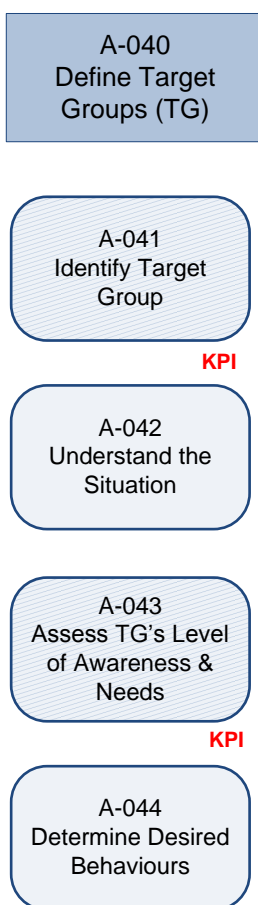 A-040
Define Target
Groups (TG)
A-041
Identify Target
Group
KPI
A-042
Understand the
Situation
A-043
Assess TG's Level
of Awareness &
Needs
KPI
A-044
Determine Desired
Behaviours